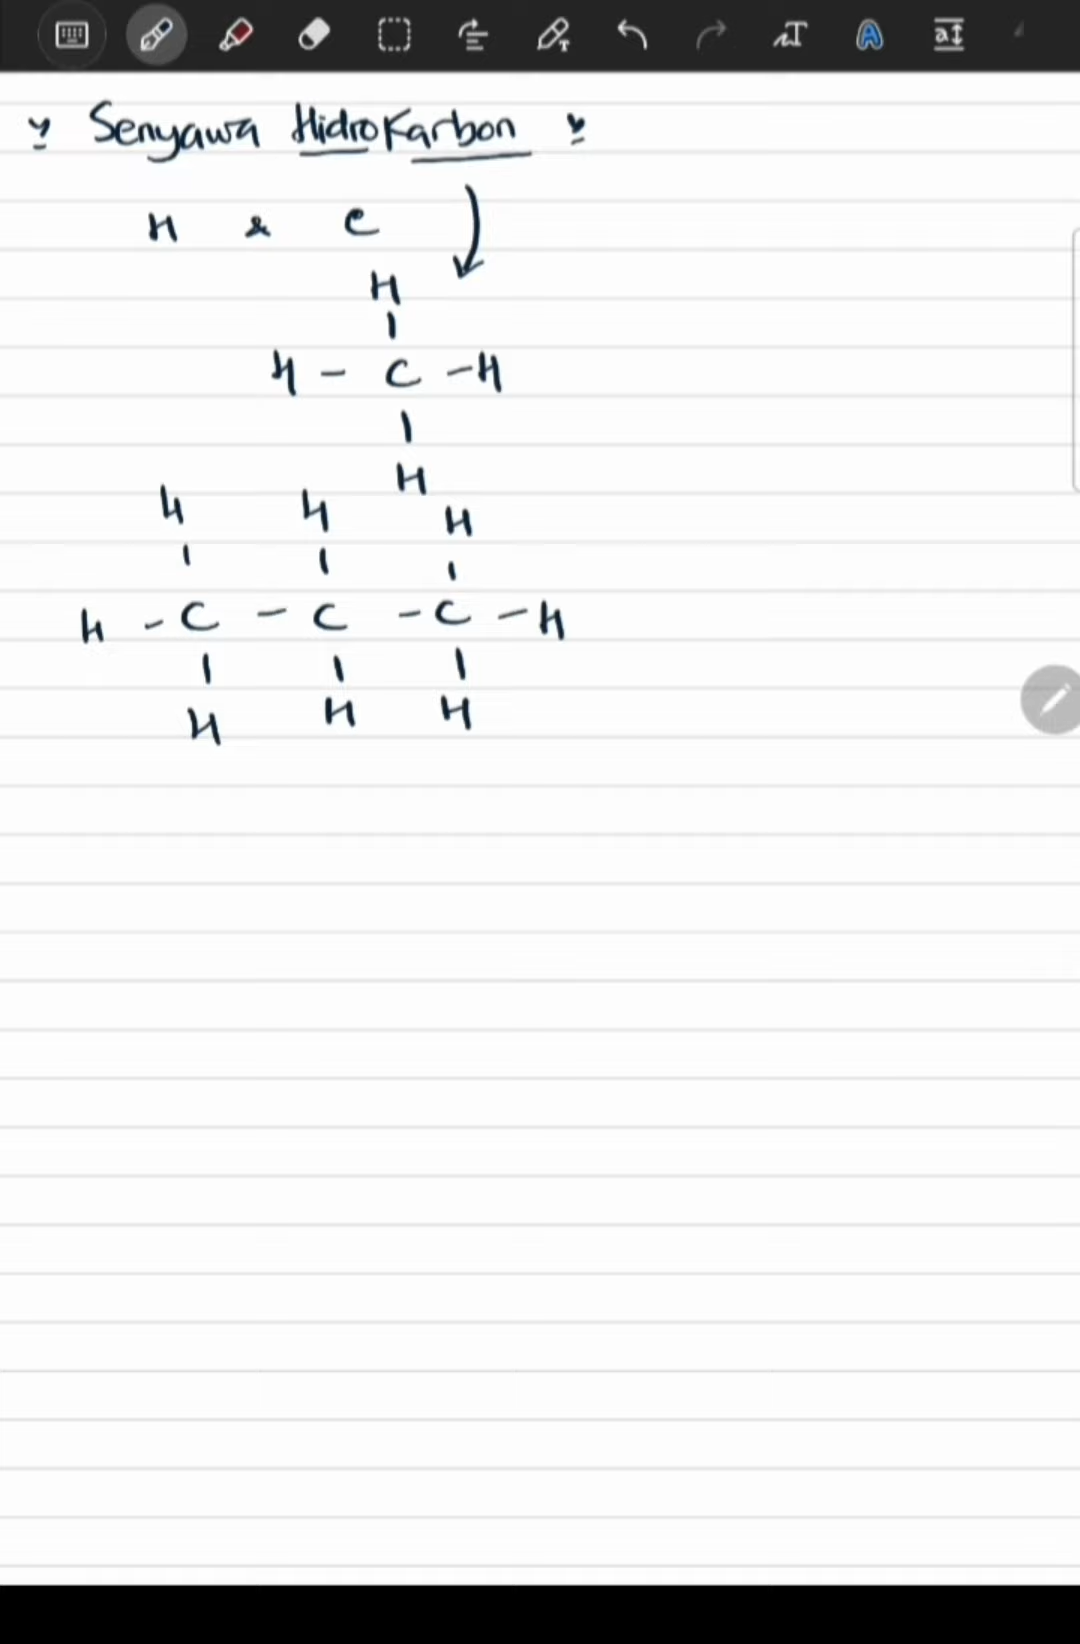 Senyawa Hidrokarbon
H & C
H
H - C - H
H
H H H
H - C - C - C - H
H H H